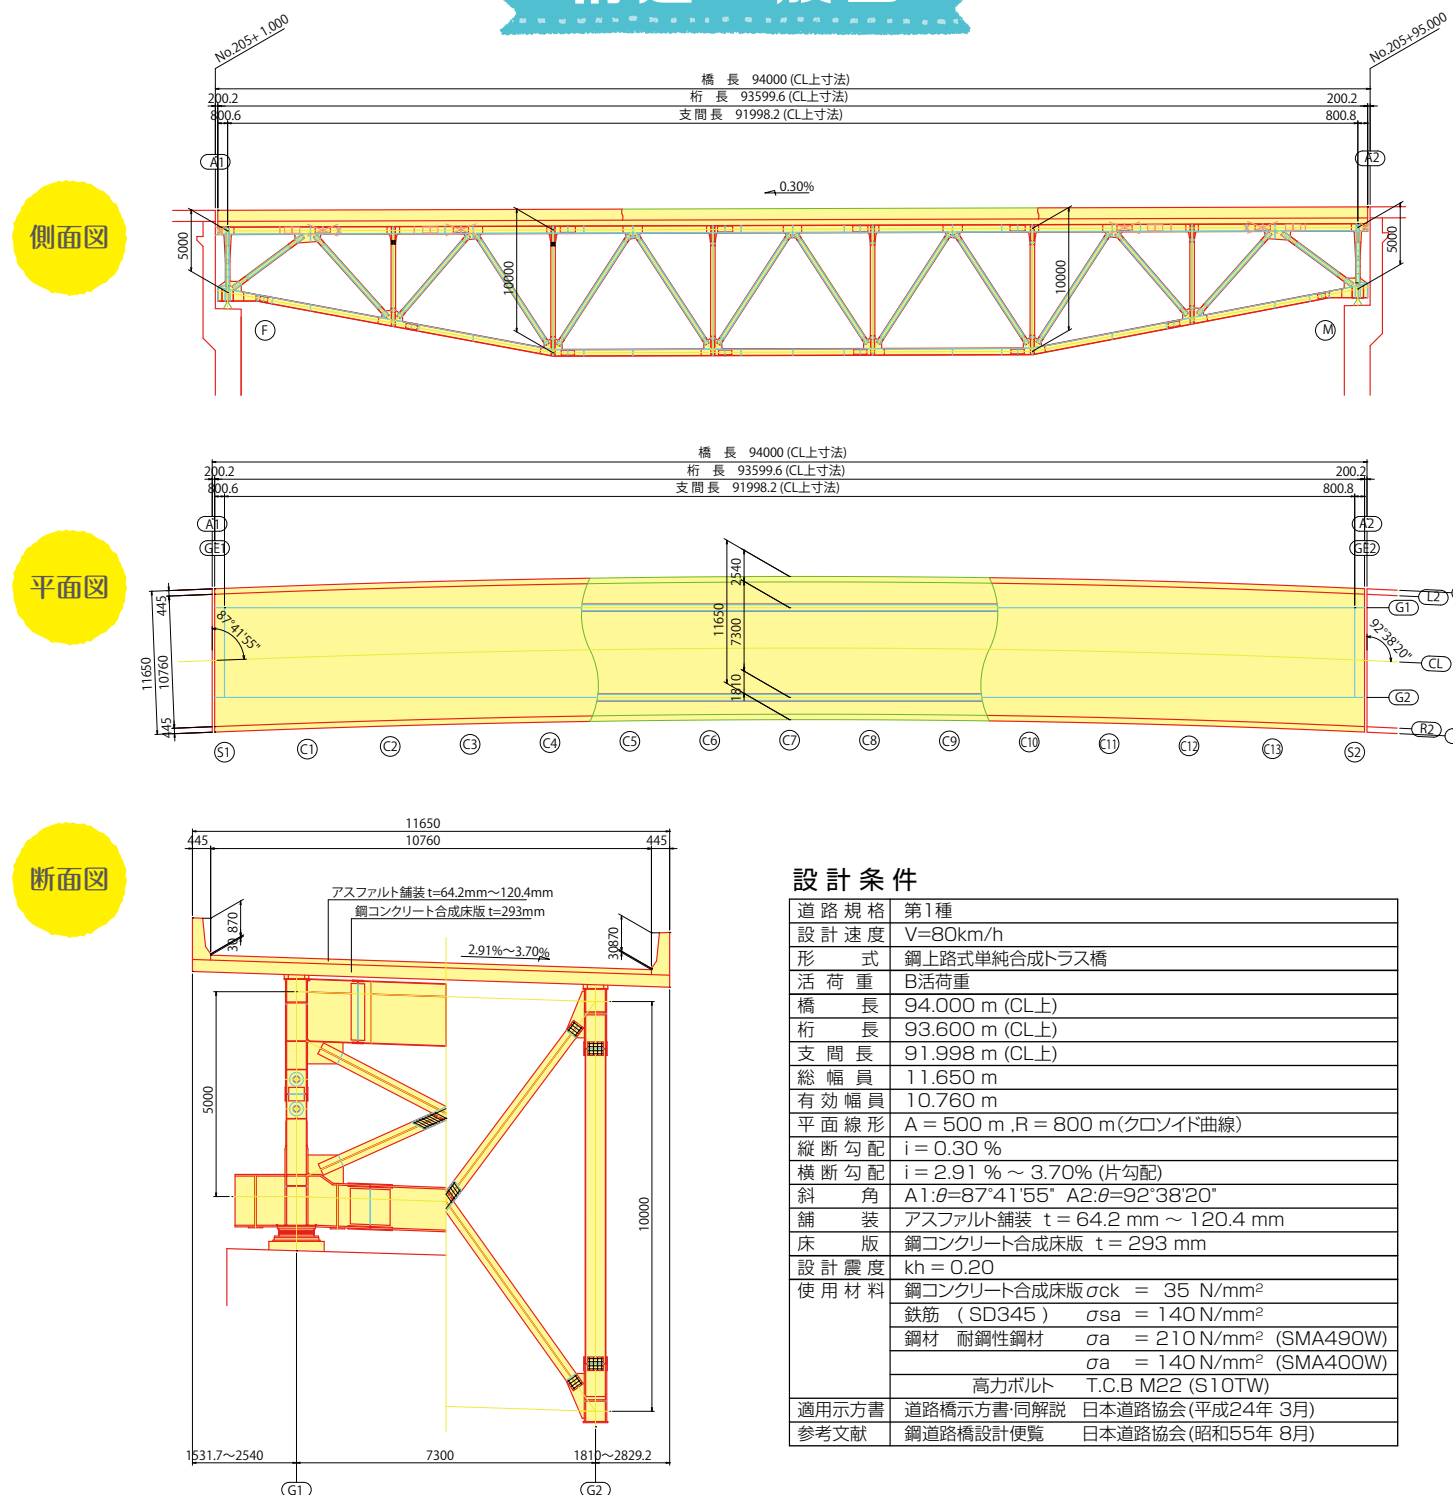 No.205+1.000
No.205+95.000
橋 長 94000 (CL上寸法)
200.2
桁 長 93599.6 (CL上寸法)
200.2
800.6
支間長 91998.2 (CL上寸法)
800.8
A1
A2
0.30%
側面図
5000
10000
10000
5000
F
M
橋 長 94000 (CL上寸法)
200.2
桁 長 93599.6 (CL上寸法)
200.2
800.6
支間長 91998.2 (CL上寸法)
800.8
A1
A2
GE1
GE2
平面図
445
11650
10760
445
87°41'55"
2540
11650
7300
1810
92°38'20"
L2
G1
CL
G2
R2
S1
C1
C2
C3
C4
C5
C6
C7
C8
C9
C10
C11
C12
C13
S2
断面図
11650
445
10760
445
アスファルト舗装 t=64.2mm～120.4mm
鋼コンクリート合成床版 t=293mm
870
30
2.91%～3.70%
870
30
5000
10000
1531.7～2540
7300
1810～2829.2
G1
G2
設計条件
道路規格 第1種
設計速度 V=80km/h
形 式 鋼上路式単純合成トラス橋
活荷重 B活荷重
橋 長 94.000 m (CL上)
桁 長 93.600 m (CL上)
支間長 91.998 m (CL上)
総幅員 11.650 m
有効幅員 10.760 m
平面線形 A = 500 m ,R = 800 m(クロソイド曲線)
縦断勾配 i = 0.30 %
横断勾配 i = 2.91 % ～ 3.70% (片勾配)
斜 角 A1:θ=87°41'55" A2:θ=92°38'20"
舗 装 アスファルト舗装 t = 64.2 mm ～ 120.4 mm
床 版 鋼コンクリート合成床版 t = 293 mm
設計震度 kh = 0.20
使用材料 鋼コンクリート合成床版 σck = 35 N/mm²
鉄筋 ( SD345 ) σsa = 140 N/mm²
鋼材 耐鋼性鋼材 σa = 210 N/mm² (SMA490W)
σa = 140 N/mm² (SMA400W)
高力ボルト T.C.B M22 (S10TW)
適用示方書 道路橋示方書・同解説 日本道路協会(平成24年 3月)
参考文献 鋼道路橋設計便覧 日本道路協会(昭和55年 8月)